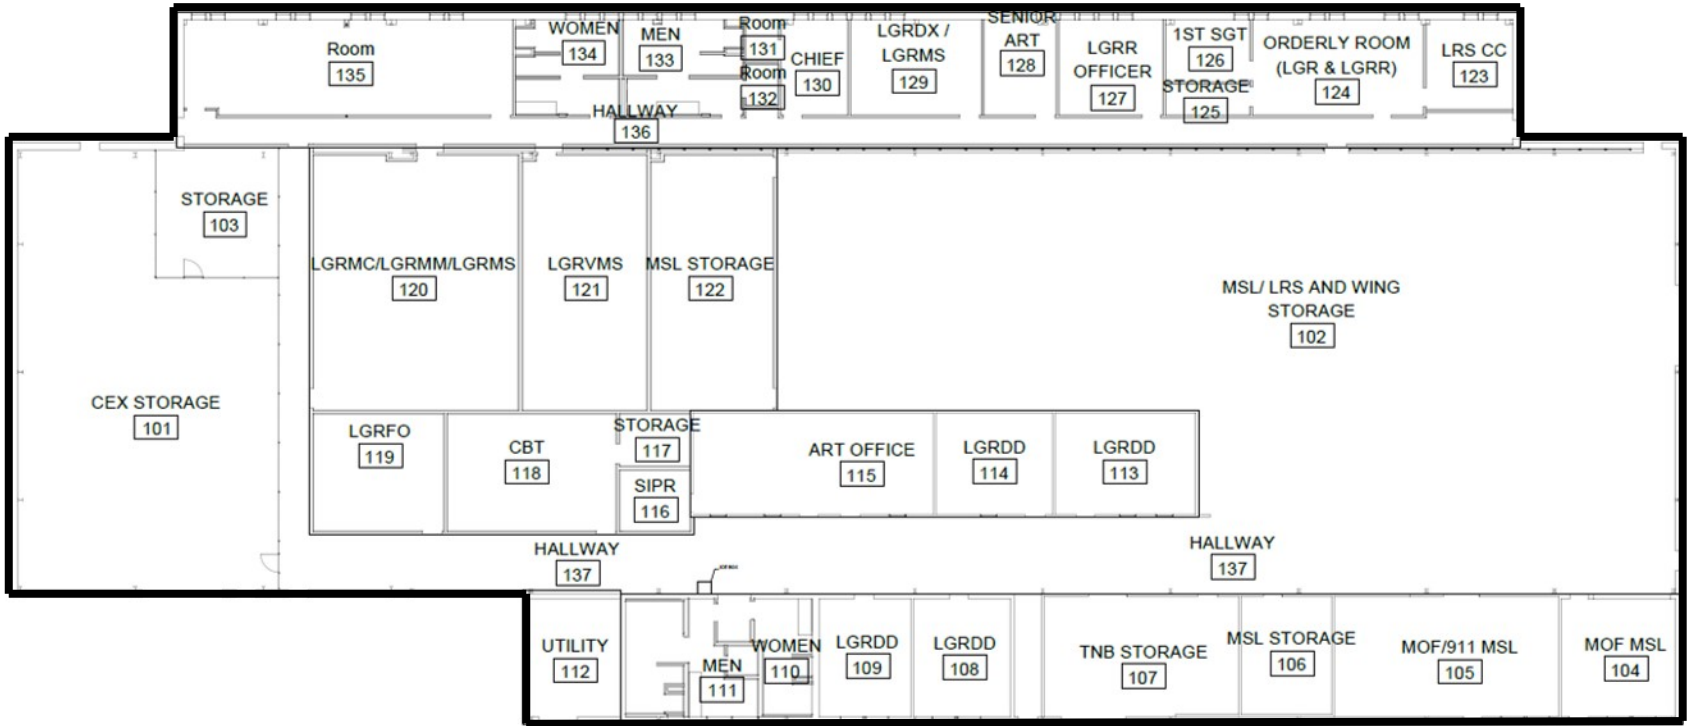 Room
135
WOMEN
134
MEN
133
Room
131
Room
132
CHIEF
130
LGRDX /
LGRMS
129
SENIOR
ART
128
LGRR
OFFICER
127
1ST SGT
126
STORAGE
125
ORDERLY ROOM
(LGR & LGRR)
124
LRS CC
123
HALLWAY
136
STORAGE
103
LGRMC/LGRMM/LGRMS
120
LGRVMS
121
MSL STORAGE
122
MSL/ LRS AND WING
STORAGE
102
CEX STORAGE
101
LGRFO
119
CBT
118
STORAGE
117
SIPR
116
ART OFFICE
115
LGRDD
114
LGRDD
113
HALLWAY
137
HALLWAY
137
UTILITY
112
MEN
111
WOMEN
110
LGRDD
109
LGRDD
108
TNB STORAGE
107
MSL STORAGE
106
MOF/911 MSL
105
MOF MSL
104